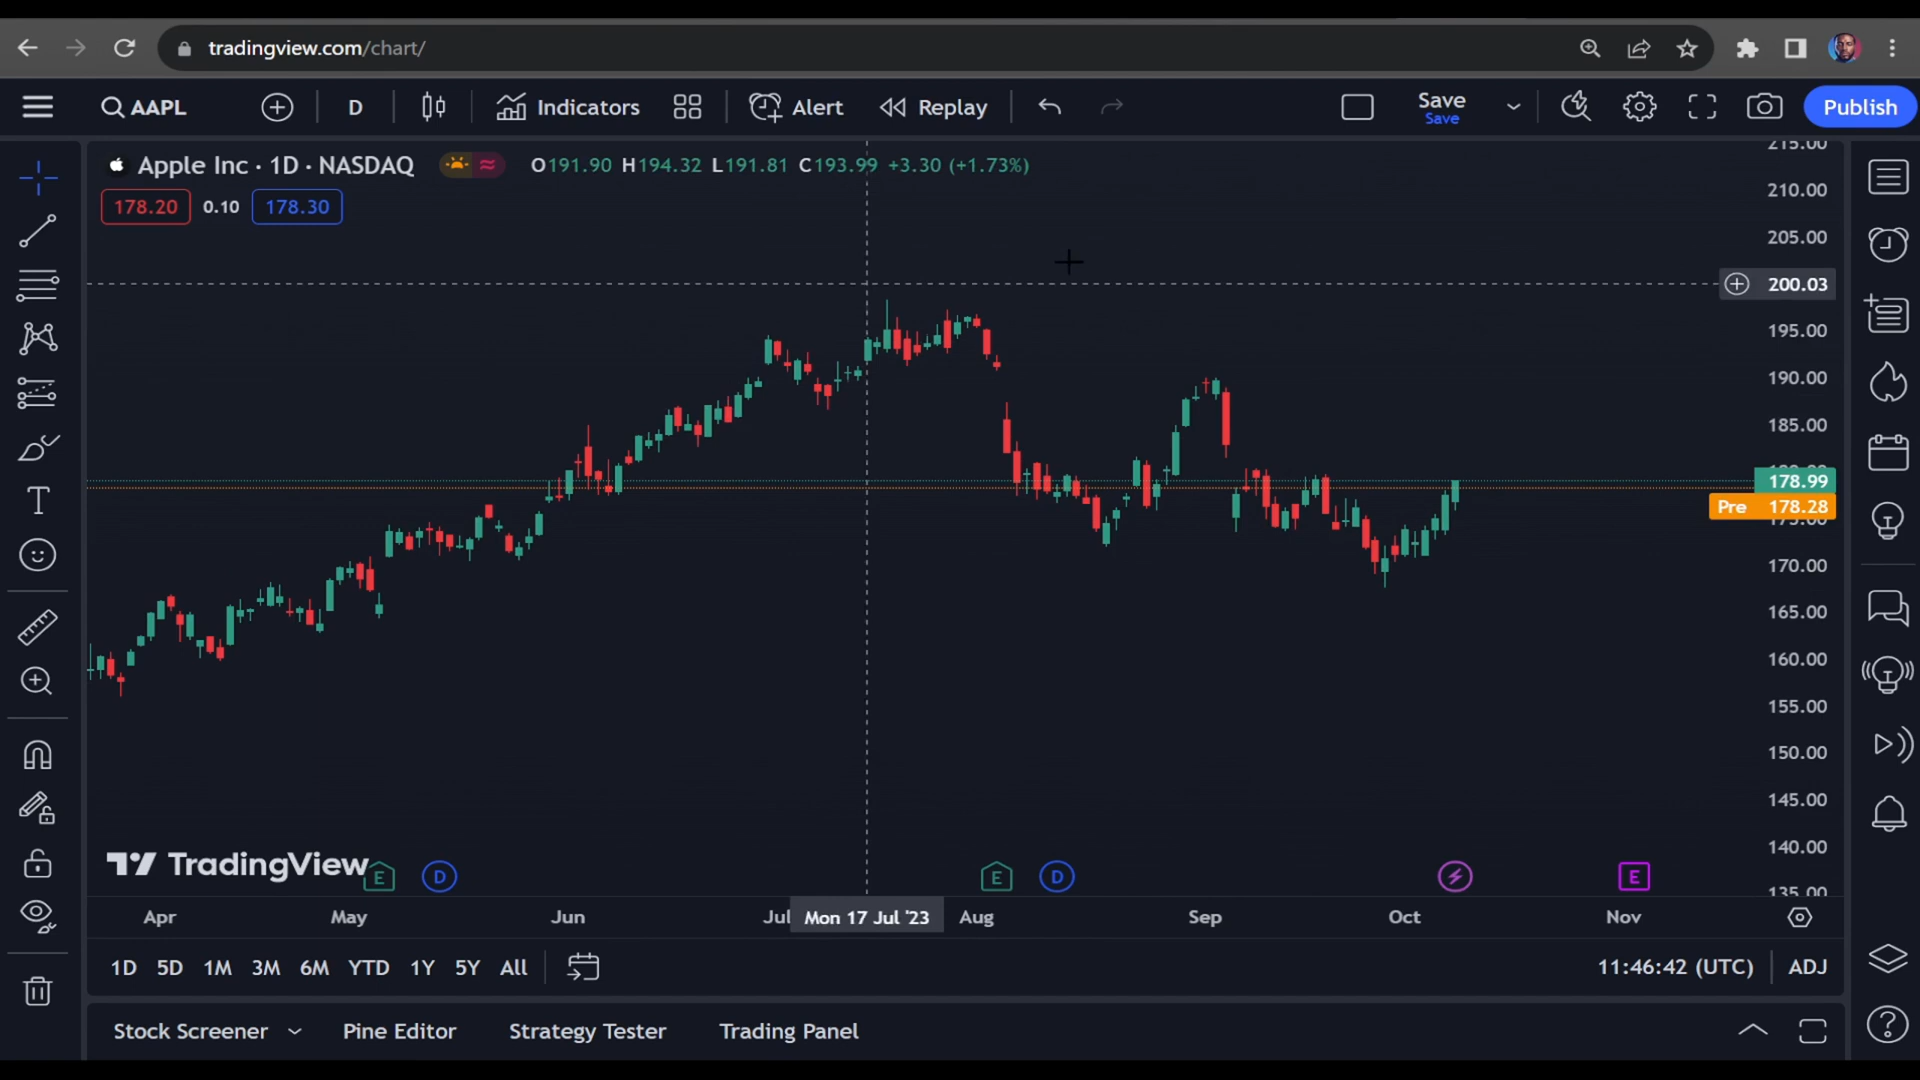 tradingview.com/chart/
AAPL D Indicators Alert Replay Save Publish
Save
Apple Inc · 1D · NASDAQ O191.90 H194.32 L191.81 C193.99 +3.30 (+1.73%)
178.20 0.10 178.30
215.00
210.00
205.00
200.03
195.00
190.00
185.00
178.99
Pre 178.28
170.00
165.00
160.00
155.00
150.00
145.00
140.00
135.00
TradingView E D E D E
Apr May Jun Jul Mon 17 Jul '23 Aug Sep Oct Nov
1D 5D 1M 3M 6M YTD 1Y 5Y All 11:46:42 (UTC) ADJ
Stock Screener Pine Editor Strategy Tester Trading Panel